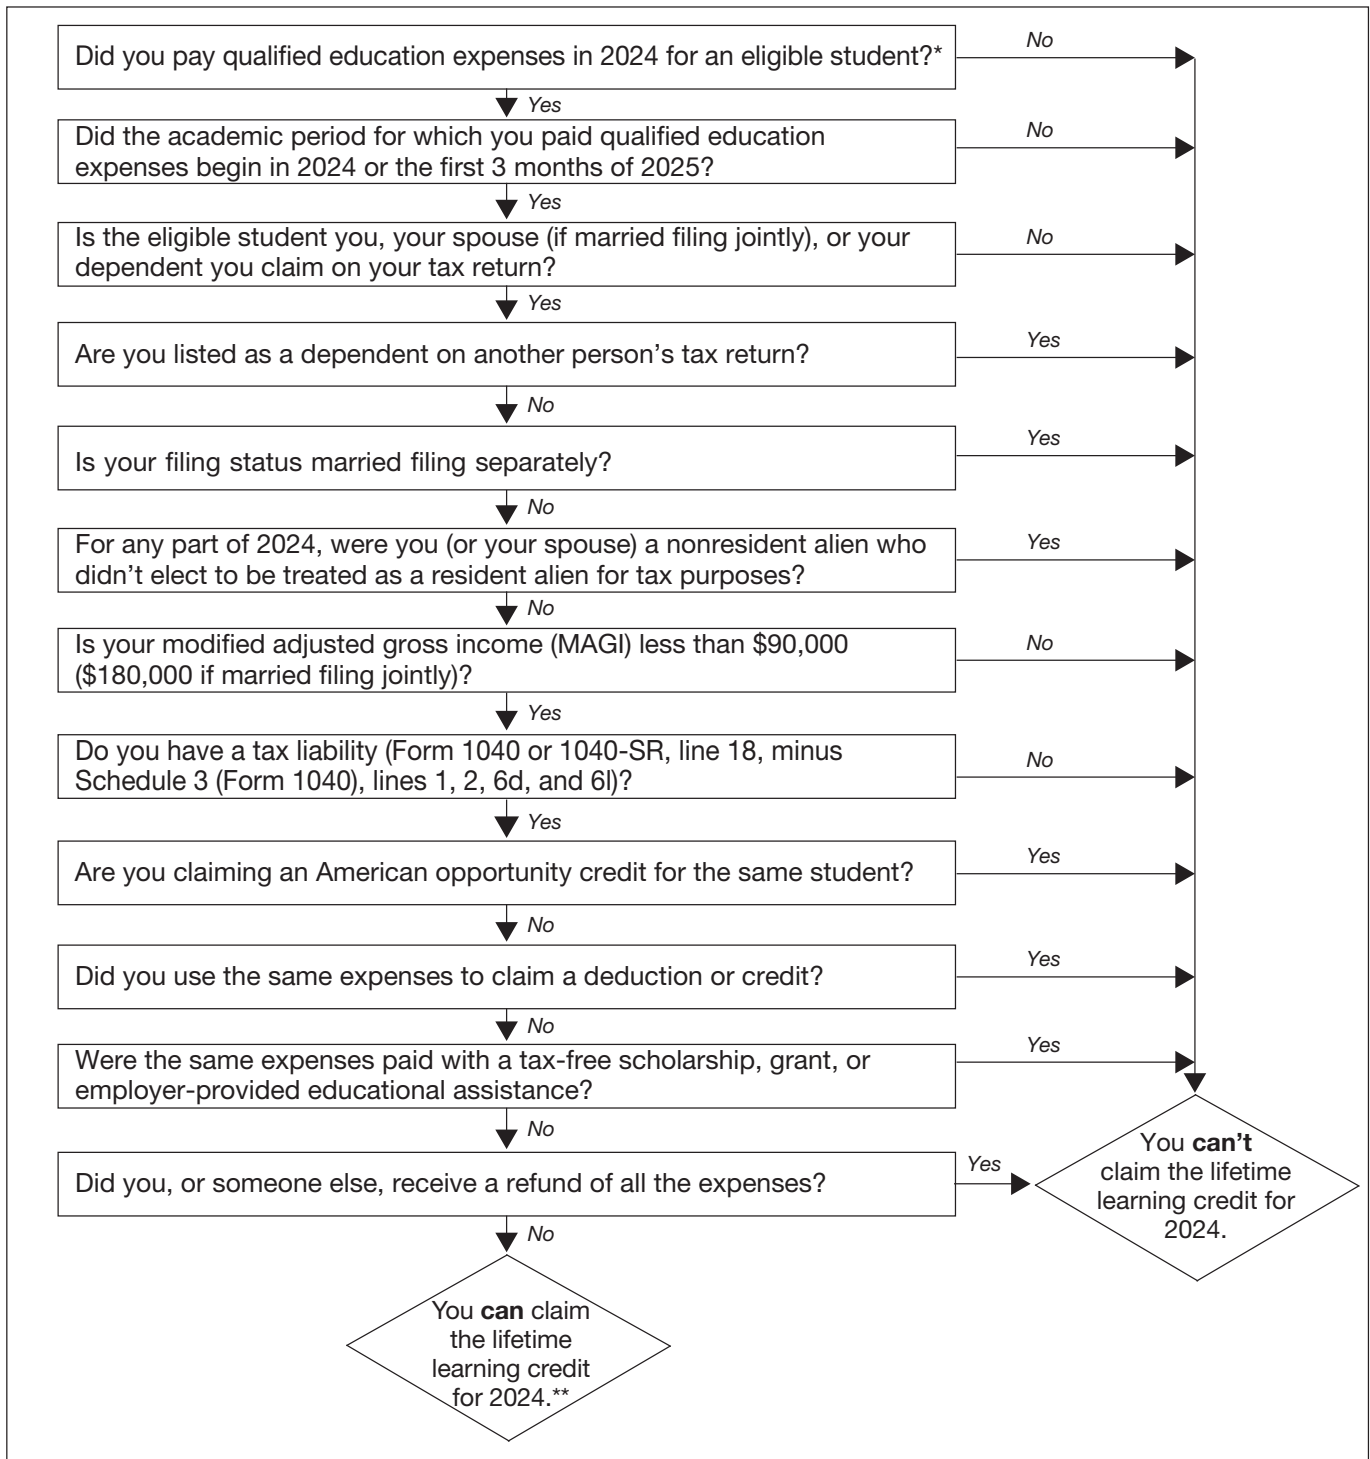 Did you pay qualified education expenses in 2024 for an eligible student?*
No
Yes
Did the academic period for which you paid qualified education
expenses begin in 2024 or the first 3 months of 2025?
No
Yes
Is the eligible student you, your spouse (if married filing jointly), or your
dependent you claim on your tax return?
No
Yes
Are you listed as a dependent on another person’s tax return?
Yes
No
Is your filing status married filing separately?
Yes
No
For any part of 2024, were you (or your spouse) a nonresident alien who
didn’t elect to be treated as a resident alien for tax purposes?
Yes
No
Is your modified adjusted gross income (MAGI) less than $90,000
($180,000 if married filing jointly)?
No
Yes
Do you have a tax liability (Form 1040 or 1040-SR, line 18, minus
Schedule 3 (Form 1040), lines 1, 2, 6d, and 6l)?
No
Yes
Are you claiming an American opportunity credit for the same student?
Yes
No
Did you use the same expenses to claim a deduction or credit?
Yes
No
Were the same expenses paid with a tax-free scholarship, grant, or
employer-provided educational assistance?
Yes
No
Did you, or someone else, receive a refund of all the expenses?
Yes
You can't
claim the lifetime
learning credit for
2024.
No
You can claim
the lifetime
learning credit
for 2024.**